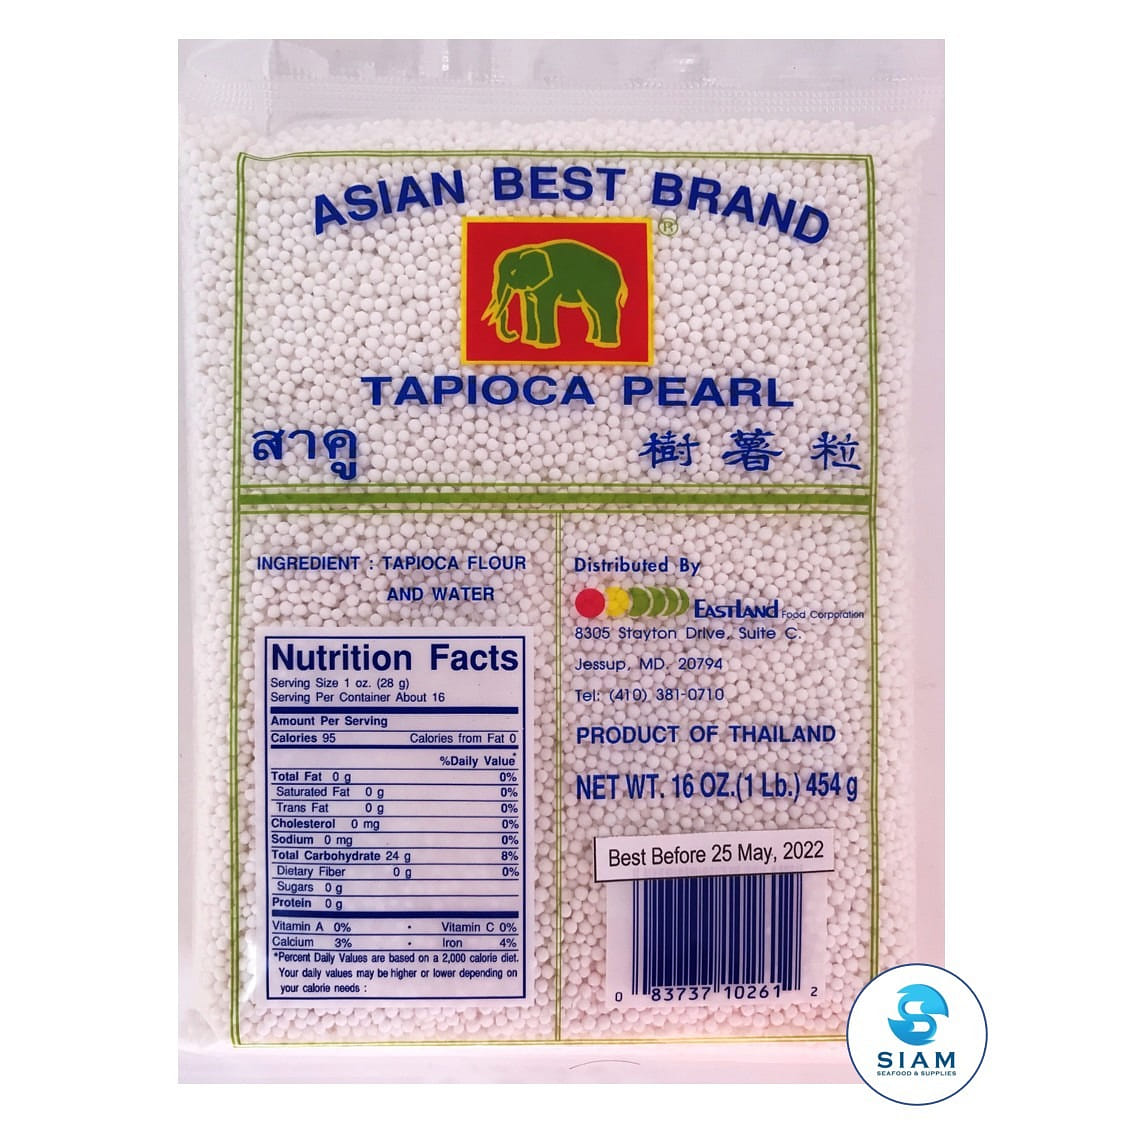 ASIAN BEST BRAND
®
TAPIOCA PEARL
สาคู 樹薯粒
INGREDIENT : TAPIOCA FLOUR
AND WATER
Nutrition Facts
Serving Size 1 oz. (28 g)
Serving Per Container About 16
Amount Per Serving
Calories 95 Calories from Fat 0
%Daily Value*
Total Fat 0 g 0%
Saturated Fat 0 g 0%
Trans Fat 0 g 0%
Cholesterol 0 mg 0%
Sodium 0 mg 0%
Total Carbohydrate 24 g 8%
Dietary Fiber 0 g 0%
Sugars 0 g
Protein 0 g
Vitamin A 0% • Vitamin C 0%
Calcium 3% • Iron 4%
*Percent Daily Values are based on a 2,000 calorie diet.
Your daily values may be higher or lower depending on
your calorie needs :
Distributed By
EASTLAND Food Corporation
8305 Stayton Drive, Suite C.
Jessup, MD. 20794
Tel: (410) 381-0710
PRODUCT OF THAILAND
NET WT. 16 OZ.(1 Lb.) 454 g
Best Before 25 May, 2022
0 83737 10261 2
SIAM
SEAFOOD & SUPPLIES